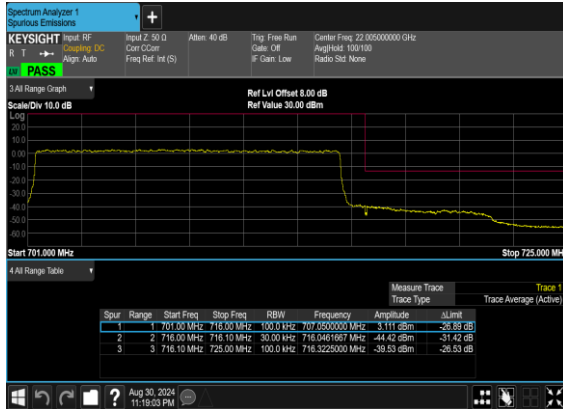 Spectrum Analyzer 1
Spurious Emissions
KEYSIGHT Input: RF Input Z: 50 Ω Atten: 40 dB Trig: Free Run Center Freq: 22.005000000 GHz
R T Coupling: DC Corr CCorr Gate: Off Avg|Hold: 100/100
Align: Auto Freq Ref: Int (S) IF Gain: Low Radio Std: None
PASS
3 All Range Graph Ref Lvl Offset 8.00 dB
Scale/Div 10.0 dB Ref Value 30.00 dBm
Log
20.0
10.0
0.00
-10.0
-20.0
-30.0
-40.0
-50.0
-60.0
Start 701.000 MHz Stop 725.000 MH
4 All Range Table
Measure Trace Trace 1
Trace Type Trace Average (Active)
Spur Range Start Freq Stop Freq RBW Frequency Amplitude ΔLimit
1 1 701.00 MHz 716.00 MHz 100.0 kHz 707.0500000 MHz 3.111 dBm -26.89 dB
2 2 716.00 MHz 716.10 MHz 30.00 kHz 716.0461667 MHz -44.42 dBm -31.42 dB
3 3 716.10 MHz 725.00 MHz 100.0 kHz 716.3225000 MHz -39.53 dBm -26.53 dB
? Aug 30, 2024
11:19:03 PM